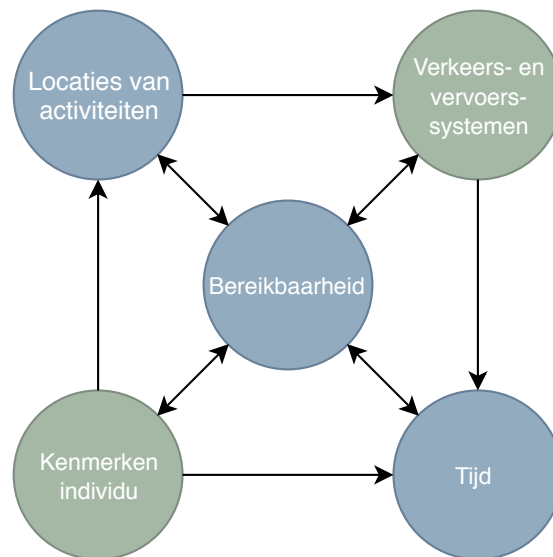 Locaties van
activiteiten
Verkeers- en
vervoers-
systemen
Bereikbaarheid
Kenmerken
individu
Tijd